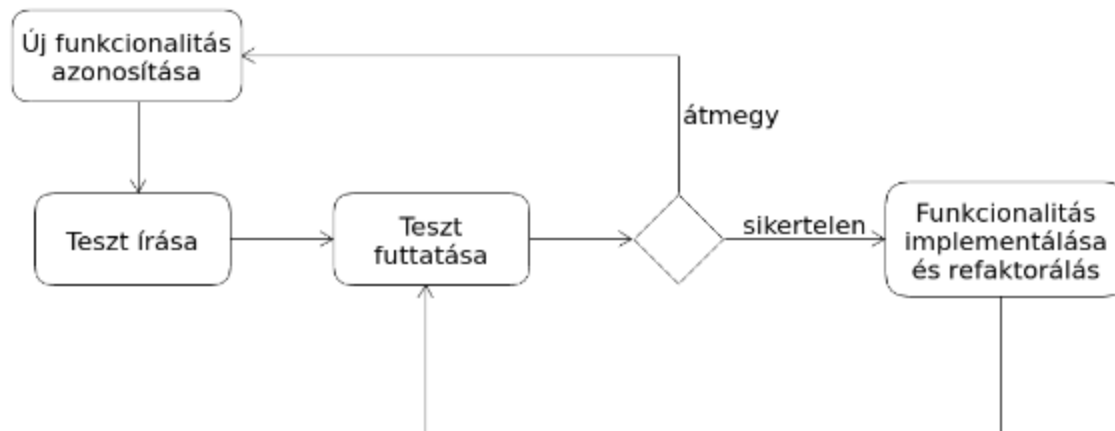 Új funkcionalitás
azonosítása
átmegy
Teszt írása
Teszt
futtatása
sikertelen
Funkcionalitás
implementálása
és refaktorálás